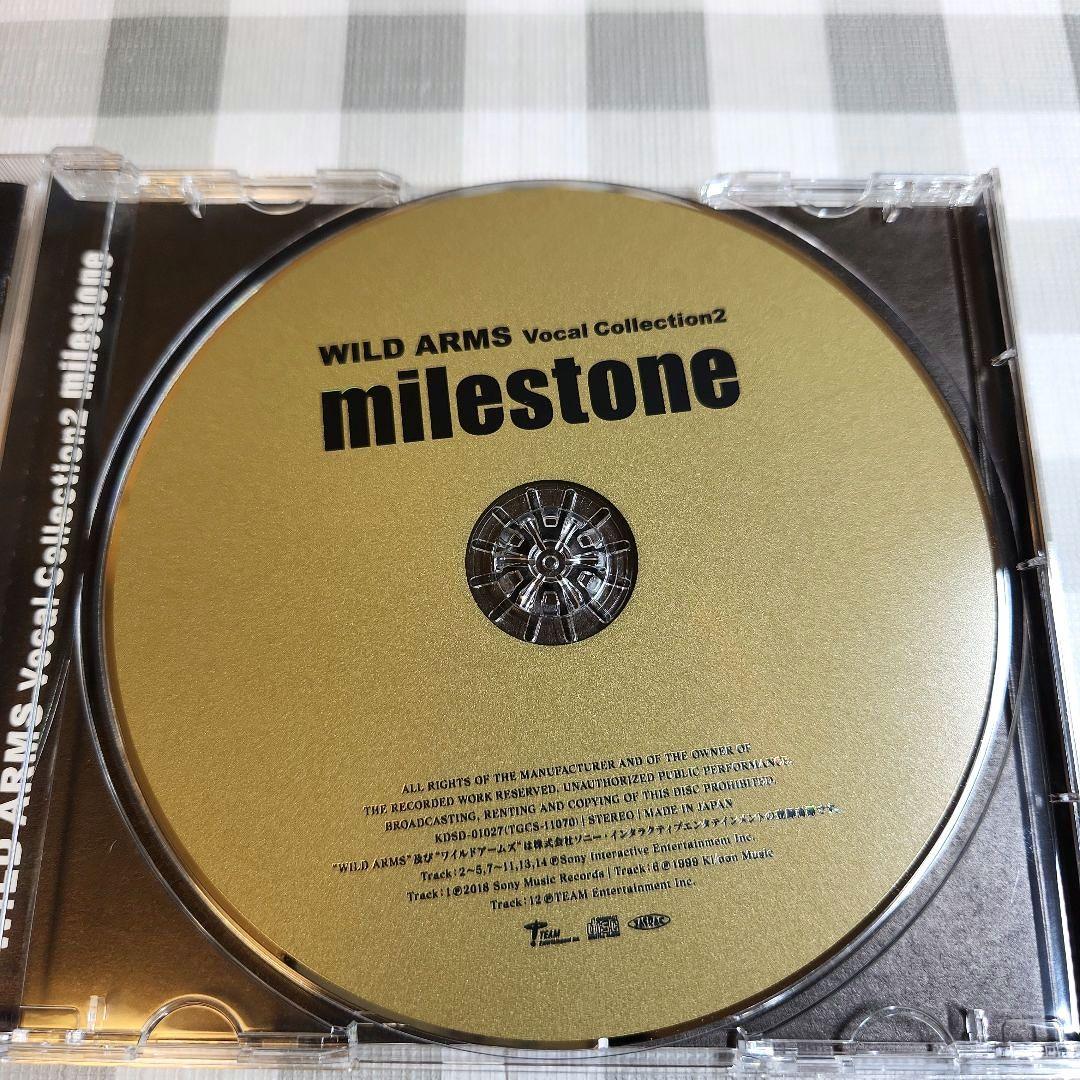 WILD ARMS Vocal Collection2
milestone
WILD ARMS Vocal Collection2 milestone
ALL RIGHTS OF THE MANUFACTURER AND OF THE OWNER OF
THE RECORDED WORK RESERVED. UNAUTHORIZED PUBLIC PERFORMANCE.
BROADCASTING, RENTING AND COPYING OF THIS DISC PROHIBITED.
KDSD-01027(TGCS-11070) | STEREO | MADE IN JAPAN
"WILD ARMS"及び"ワイルドアームズ"は株式会社ソニー・インタラクティブエンタテインメントの登録商標です。
Track:2~5,7~11,13,14 ℗Sony Interactive Entertainment Inc.
Track:1℗2018 Sony Music Records | Track:6℗1999 Ki/oon Music
Track:12℗TEAM Entertainment Inc.
TEAM
Entertainment Inc.
disc
JASRAC